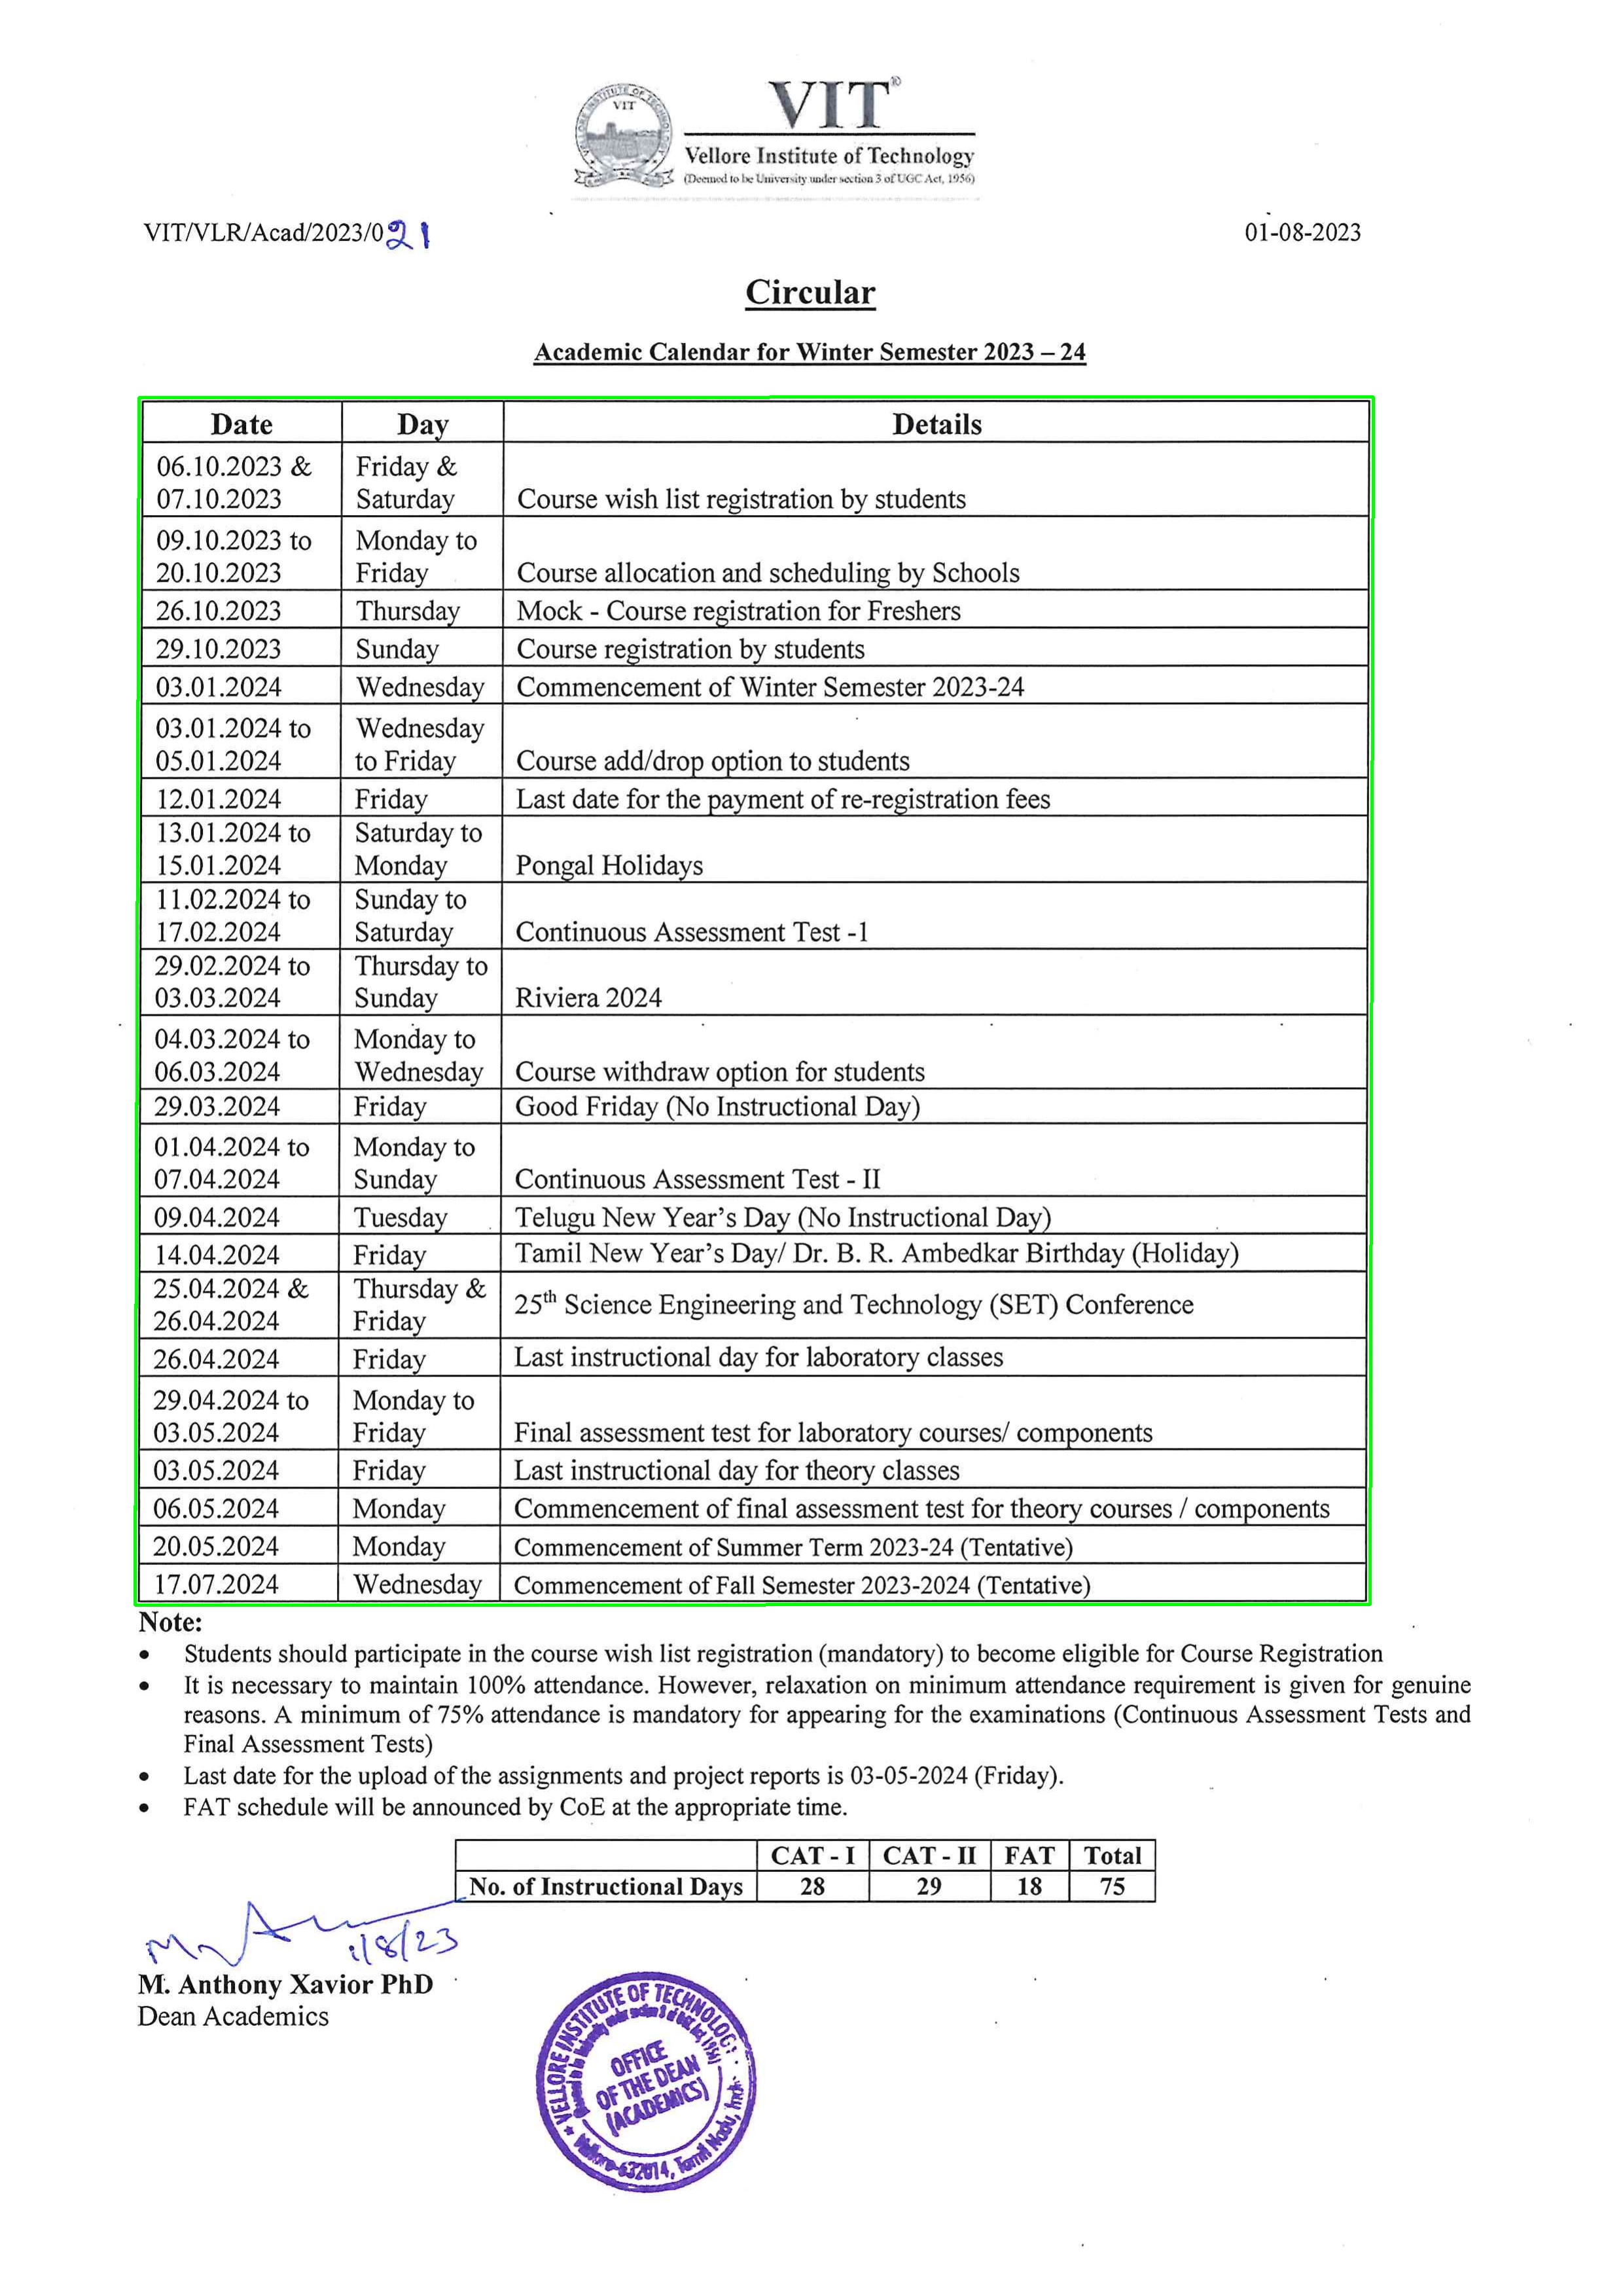 VIT®
Vellore Institute of Technology
(Deemed to be University under section 3 of UGC Act, 1956)
VELLORE INSTITUTE OF TECHNOLOGY
VIT
VIT/VLR/Acad/2023/021 01-08-2023
Circular
Academic Calendar for Winter Semester 2023 – 24
Date Day Details
06.10.2023 & Friday &
07.10.2023 Saturday Course wish list registration by students
09.10.2023 to Monday to
20.10.2023 Friday Course allocation and scheduling by Schools
26.10.2023 Thursday Mock - Course registration for Freshers
29.10.2023 Sunday Course registration by students
03.01.2024 Wednesday Commencement of Winter Semester 2023-24
03.01.2024 to Wednesday
05.01.2024 to Friday Course add/drop option to students
12.01.2024 Friday Last date for the payment of re-registration fees
13.01.2024 to Saturday to
15.01.2024 Monday Pongal Holidays
11.02.2024 to Sunday to
17.02.2024 Saturday Continuous Assessment Test -1
29.02.2024 to Thursday to
03.03.2024 Sunday Riviera 2024
04.03.2024 to Monday to
06.03.2024 Wednesday Course withdraw option for students
29.03.2024 Friday Good Friday (No Instructional Day)
01.04.2024 to Monday to
07.04.2024 Sunday Continuous Assessment Test - II
09.04.2024 Tuesday Telugu New Year’s Day (No Instructional Day)
14.04.2024 Friday Tamil New Year’s Day/ Dr. B. R. Ambedkar Birthday (Holiday)
25.04.2024 & Thursday &
26.04.2024 Friday 25th Science Engineering and Technology (SET) Conference
26.04.2024 Friday Last instructional day for laboratory classes
29.04.2024 to Monday to
03.05.2024 Friday Final assessment test for laboratory courses/ components
03.05.2024 Friday Last instructional day for theory classes
06.05.2024 Monday Commencement of final assessment test for theory courses / components
20.05.2024 Monday Commencement of Summer Term 2023-24 (Tentative)
17.07.2024 Wednesday Commencement of Fall Semester 2023-2024 (Tentative)
Note:
• Students should participate in the course wish list registration (mandatory) to become eligible for Course Registration
• It is necessary to maintain 100% attendance. However, relaxation on minimum attendance requirement is given for genuine
reasons. A minimum of 75% attendance is mandatory for appearing for the examinations (Continuous Assessment Tests and
Final Assessment Tests)
• Last date for the upload of the assignments and project reports is 03-05-2024 (Friday).
• FAT schedule will be announced by CoE at the appropriate time.
CAT - I CAT - II FAT Total
No. of Instructional Days 28 29 18 75
1/8/23
M. Anthony Xavior PhD
Dean Academics
VELLORE INSTITUTE OF TECHNOLOGY
(Deemed to be University under section 3 of UGC Act, 1956)
OFFICE
OF THE DEAN
(ACADEMICS)
Vellore-632014, Tamil Nadu, India